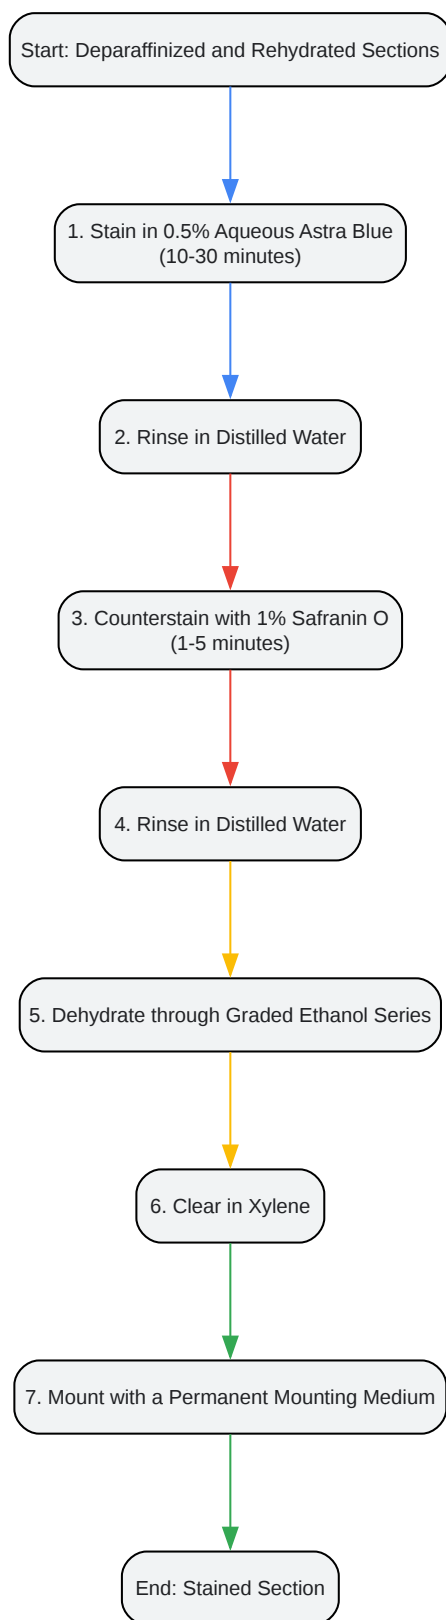 Start: Deparaffinized and Rehydrated Sections
1. Stain in 0.5% Aqueous Astra Blue
(10-30 minutes)
2. Rinse in Distilled Water
3. Counterstain with 1% Safranin O
(1-5 minutes)
4. Rinse in Distilled Water
5. Dehydrate through Graded Ethanol Series
6. Clear in Xylene
7. Mount with a Permanent Mounting Medium
End: Stained Section